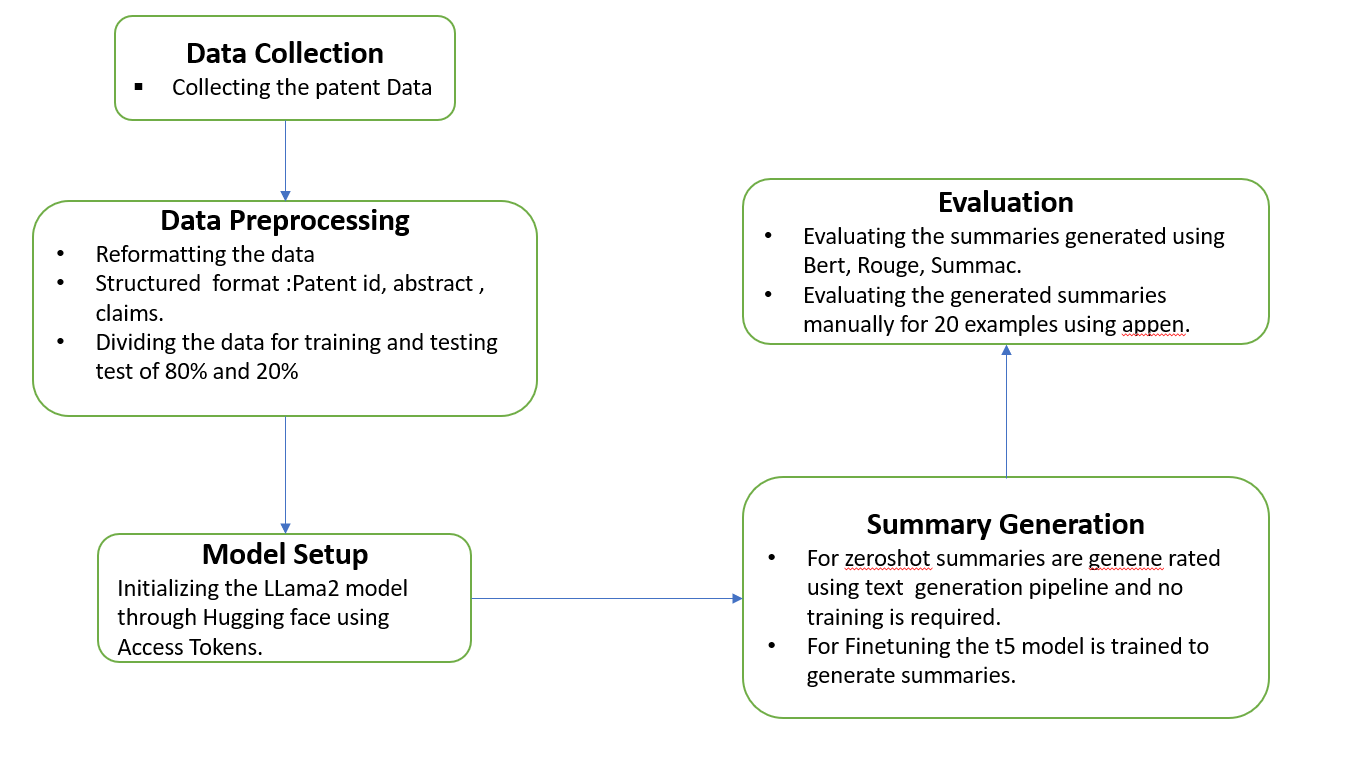 Data Collection
▪ Collecting the patent Data
Data Preprocessing
• Reformatting the data
• Structured  format :Patent id, abstract ,
claims.
• Dividing the data for training and testing
test of 80% and 20%
Model Setup
Initializing the LLama2 model
through Hugging face using
Access Tokens.
Summary Generation
• For zeroshot summaries are genene rated
using text  generation pipeline and no
training is required.
• For Finetuning the t5 model is trained to
generate summaries.
Evaluation
• Evaluating the summaries generated using
Bert, Rouge, Summac.
• Evaluating the generated summaries
manually for 20 examples using appen.